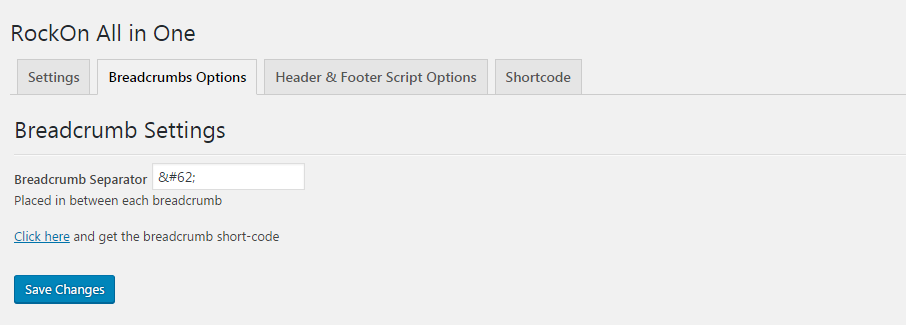 RockOn All in One
Settings Breadcrumbs Options Header & Footer Script Options Shortcode
Breadcrumb Settings
Breadcrumb Separator &#62;
Placed in between each breadcrumb
Click here and get the breadcrumb short-code
Save Changes